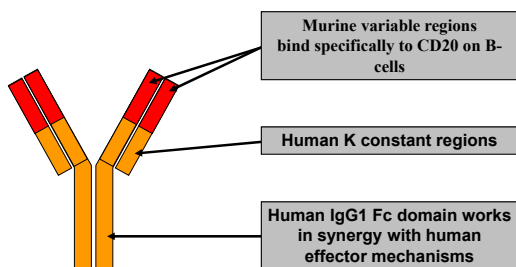 Murine variable regions
bind specifically to CD20 on B-
cells
Human K constant regions
Human IgG1 Fc domain works
in synergy with human
effector mechanisms